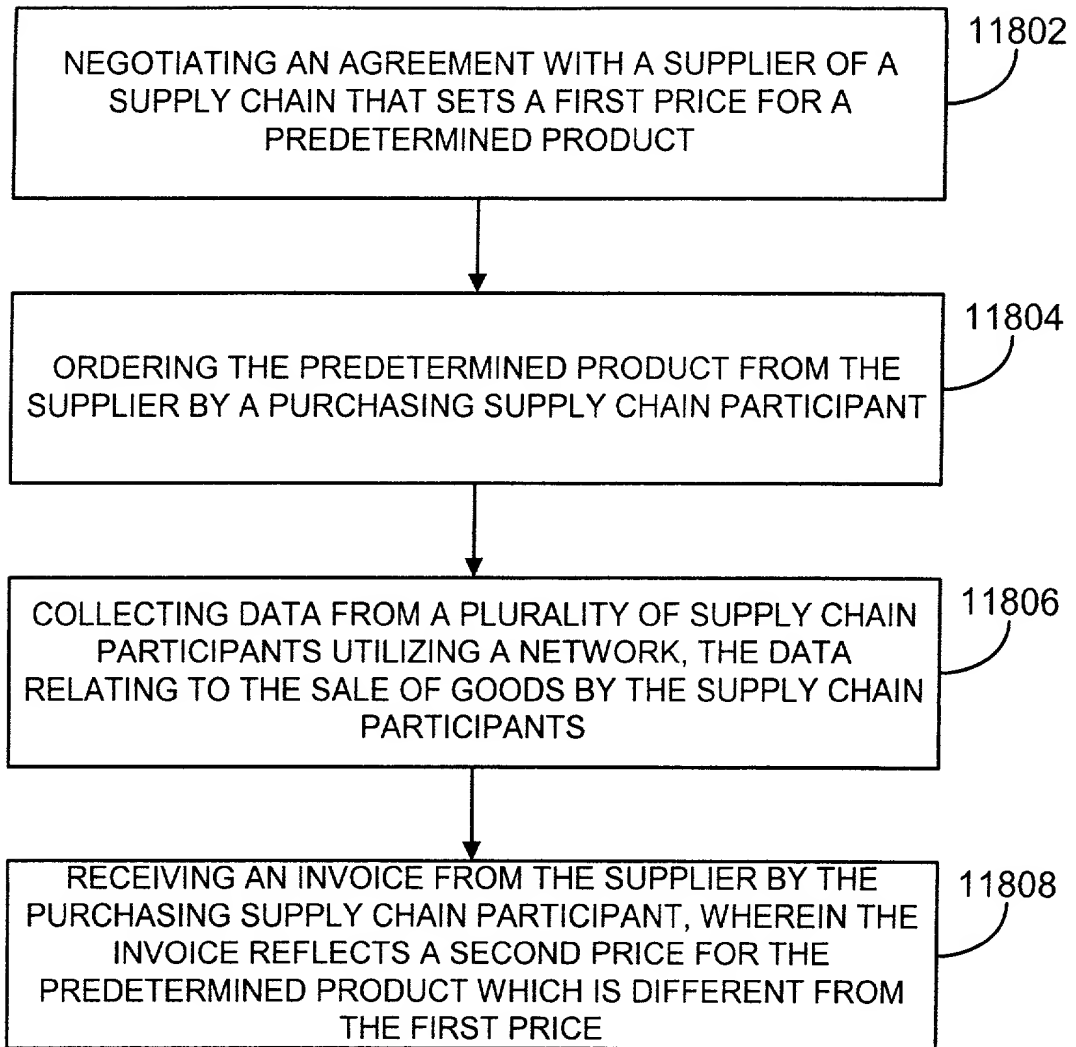 11802
NEGOTIATING AN AGREEMENT WITH A SUPPLIER OF A
SUPPLY CHAIN THAT SETS A FIRST PRICE FOR A
PREDETERMINED PRODUCT
11804
ORDERING THE PREDETERMINED PRODUCT FROM THE
SUPPLIER BY A PURCHASING SUPPLY CHAIN PARTICIPANT
11806
COLLECTING DATA FROM A PLURALITY OF SUPPLY CHAIN
PARTICIPANTS UTILIZING A NETWORK, THE DATA
RELATING TO THE SALE OF GOODS BY THE SUPPLY CHAIN
PARTICIPANTS
11808
RECEIVING AN INVOICE FROM THE SUPPLIER BY THE
PURCHASING SUPPLY CHAIN PARTICIPANT, WHEREIN THE
INVOICE REFLECTS A SECOND PRICE FOR THE
PREDETERMINED PRODUCT WHICH IS DIFFERENT FROM
THE FIRST PRICE